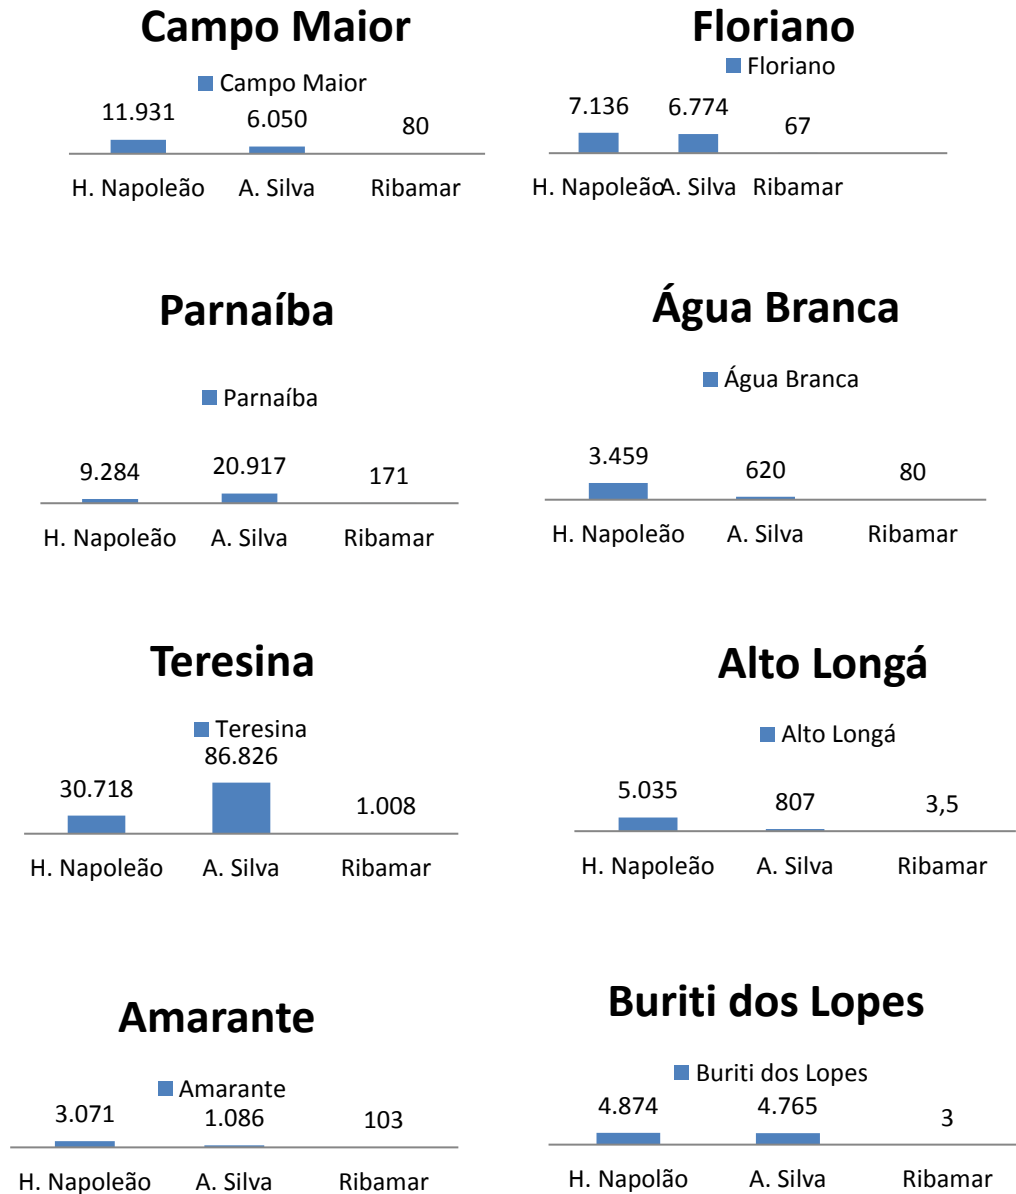 Campo Maior
Campo Maior
11.931 6.050 80
H. Napoleão A. Silva Ribamar
Floriano
Floriano
7.136 6.774 67
H. Napoleão A. Silva Ribamar
Parnaíba
Parnaíba
9.284 20.917 171
H. Napoleão A. Silva Ribamar
Água Branca
Água Branca
3.459 620 80
H. Napoleão A. Silva Ribamar
Teresina
Teresina
30.718 86.826 1.008
H. Napoleão A. Silva Ribamar
Alto Longá
Alto Longá
5.035 807 3,5
H. Napoleão A. Silva Ribamar
Amarante
Amarante
3.071 1.086 103
H. Napoleão A. Silva Ribamar
Buriti dos Lopes
Buriti dos Lopes
4.874 4.765 3
H. Napolão A. Silva Ribamar